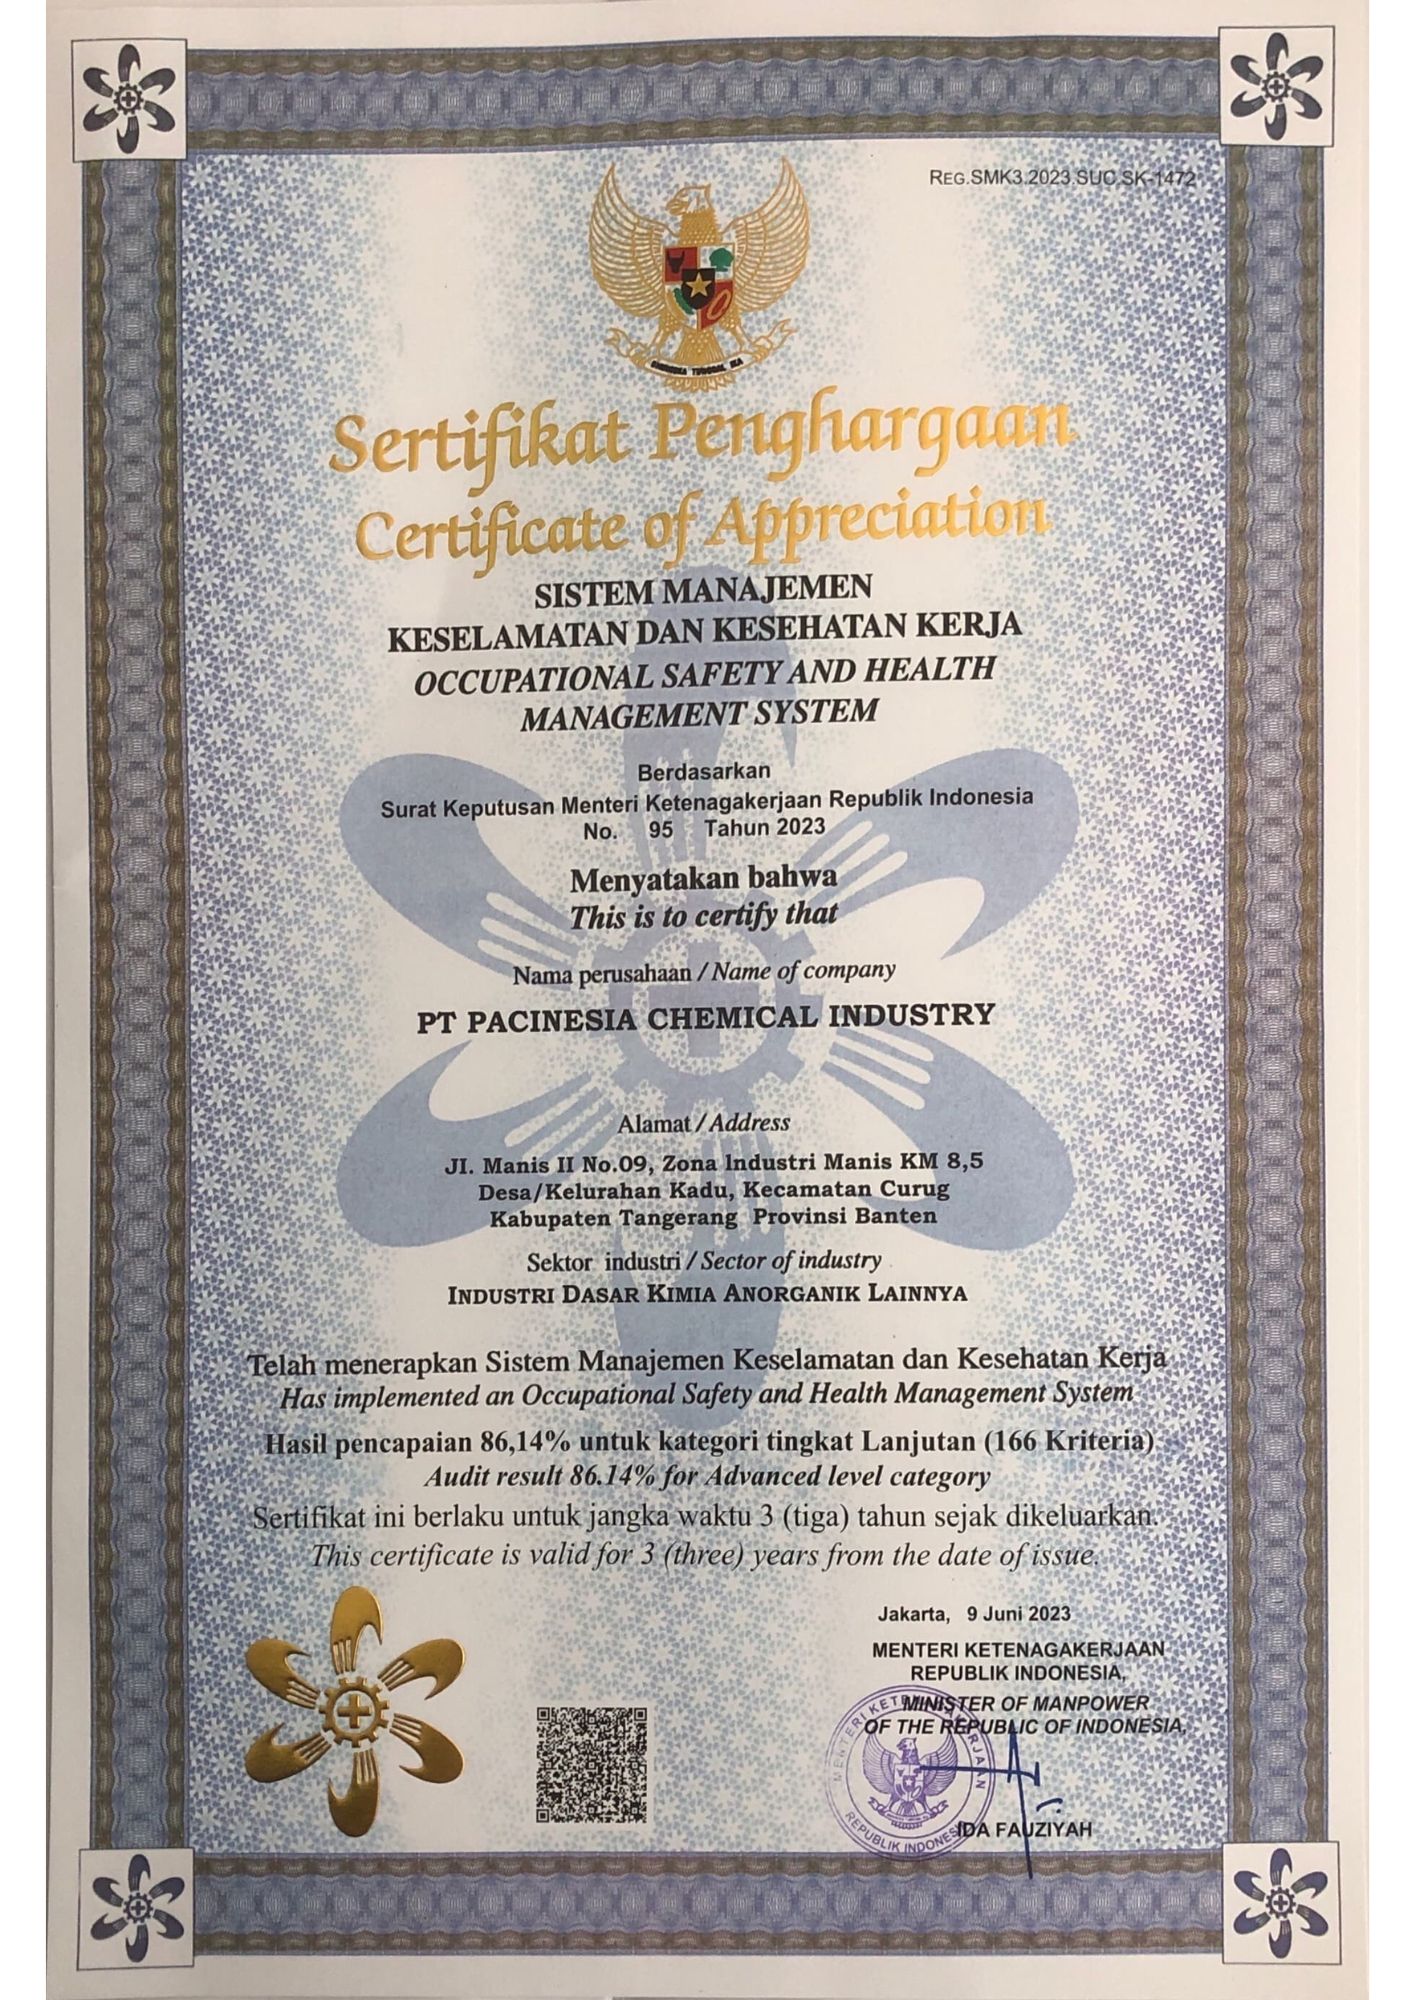 REG.SMK3.2023.SUC.SK-1472
BHINNEKA TUNGGAL IKA
Sertifikat Penghargaan
Certificate of Appreciation
SISTEM MANAJEMEN
KESELAMATAN DAN KESEHATAN KERJA
OCCUPATIONAL SAFETY AND HEALTH
MANAGEMENT SYSTEM
Berdasarkan
Surat Keputusan Menteri Ketenagakerjaan Republik Indonesia
No. 95 Tahun 2023
Menyatakan bahwa
This is to certify that
Nama perusahaan / Name of company
PT PACINESIA CHEMICAL INDUSTRY
Alamat / Address
Jl. Manis II No.09, Zona Industri Manis KM 8,5
Desa/Kelurahan Kadu, Kecamatan Curug
Kabupaten Tangerang Provinsi Banten
Sektor industri / Sector of industry
INDUSTRI DASAR KIMIA ANORGANIK LAINNYA
Telah menerapkan Sistem Manajemen Keselamatan dan Kesehatan Kerja
Has implemented an Occupational Safety and Health Management System
Hasil pencapaian 86,14% untuk kategori tingkat Lanjutan (166 Kriteria)
Audit result 86.14% for Advanced level category
Sertifikat ini berlaku untuk jangka waktu 3 (tiga) tahun sejak dikeluarkan.
This certificate is valid for 3 (three) years from the date of issue.
Jakarta, 9 Juni 2023
MENTERI KETENAGAKERJAAN
REPUBLIK INDONESIA,
MINISTER OF MANPOWER
OF THE REPUBLIC OF INDONESIA,
MENTERI KETENAGAKERJAAN
REPUBLIK INDONESIA
IDA FAUZIYAH